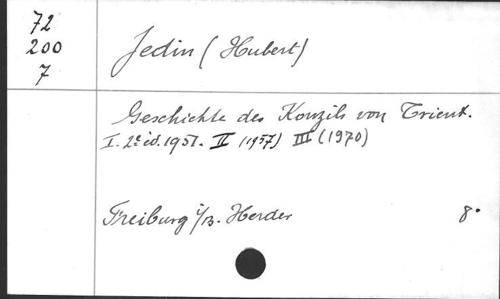 72
200
7
Jedin (Hubert)
Geschichte des Konzils von Trient.
I. 2e éd. 1951. II (1957) III (1970)
Freiburg i/B. Herder 8°